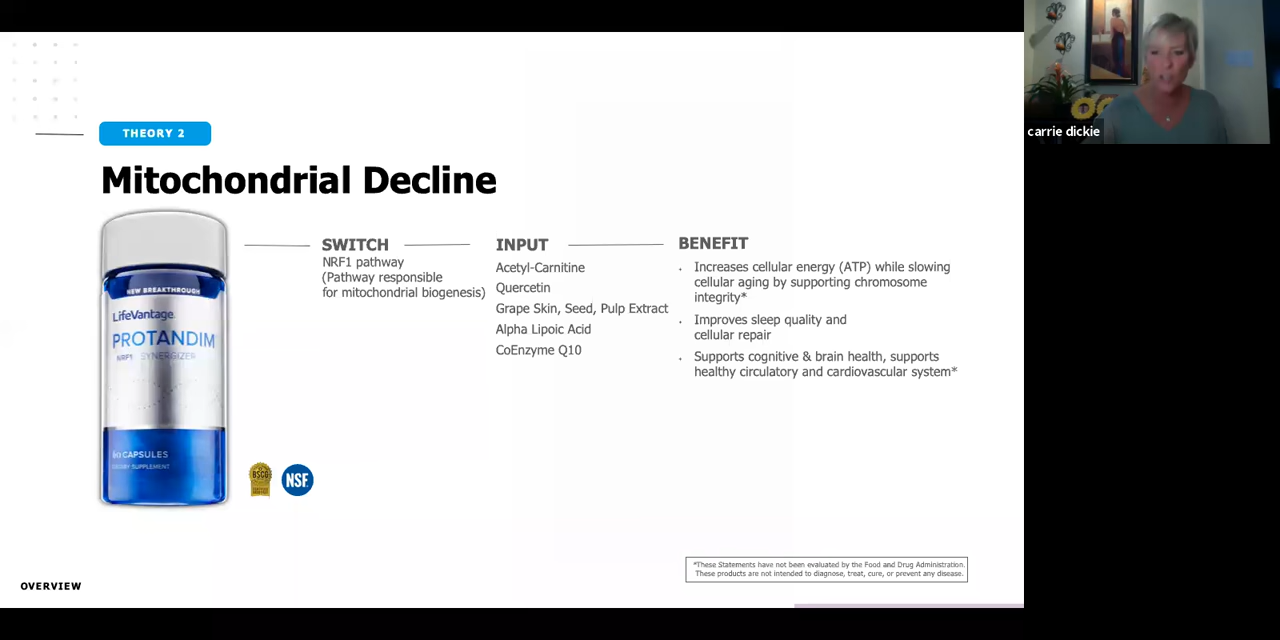 THEORY 2
Mitochondrial Decline
NEW BREAKTHROUGH
LifeVantage
PROTANDIM
NRF1 SYNERGIZER
60 CAPSULES
DIETARY SUPPLEMENT
BSCG
NSF
SWITCH
NRF1 pathway
(Pathway responsible
for mitochondrial biogenesis)
INPUT
Acetyl-Carnitine
Quercetin
Grape Skin, Seed, Pulp Extract
Alpha Lipoic Acid
CoEnzyme Q10
BENEFIT
Increases cellular energy (ATP) while slowing
cellular aging by supporting chromosome
integrity*
Improves sleep quality and
cellular repair
Supports cognitive & brain health, supports
healthy circulatory and cardiovascular system*
*These Statements have not been evaluated by the Food and Drug Administration.
These products are not intended to diagnose, treat, cure, or prevent any disease.
OVERVIEW
carrie dickie